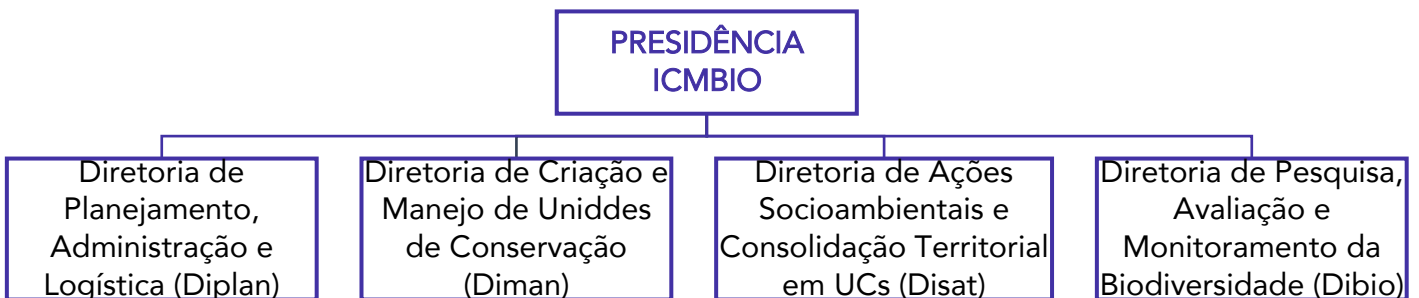 PRESIDÊNCIA
ICMBIO
Diretoria de
Planejamento,
Administração e
Logística (Diplan)
Diretoria de Criação e
Manejo de Uniddes
de Conservação
(Diman)
Diretoria de Ações
Socioambientais e
Consolidação Territorial
em UCs (Disat)
Diretoria de Pesquisa,
Avaliação e
Monitoramento da
Biodiversidade (Dibio)